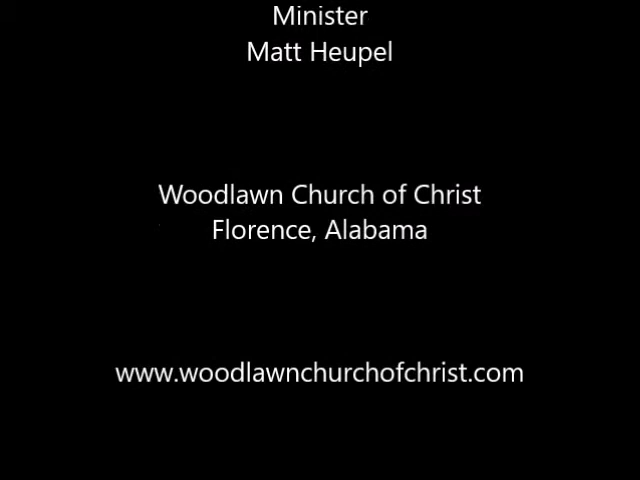 Minister
Matt Heupel
Woodlawn Church of Christ
Florence, Alabama
www.woodlawnchurchofchrist.com